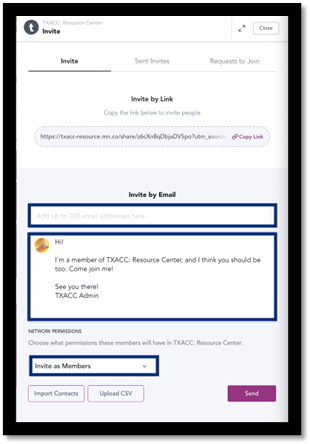 t
TXACC: Resource Center
Invite
Close
Invite
Sent Invites
Requests to Join
Invite by Link
Copy the link below to invite people
https://txacc-resource.mn.co/share/z6cXn8qDbjaDV5po?utm_source
Copy Link
Invite by Email
Add up to 100 email addresses here
Hi!
I'm a member of TXACC: Resource Center, and I think you should
be too. Come join me!
See you there!
TXACC Admin
NETWORK PERMISSIONS
Choose what permissions these members will have in TXACC: Resource Center.
Invite as Members
Import Contacts
Upload CSV
Send